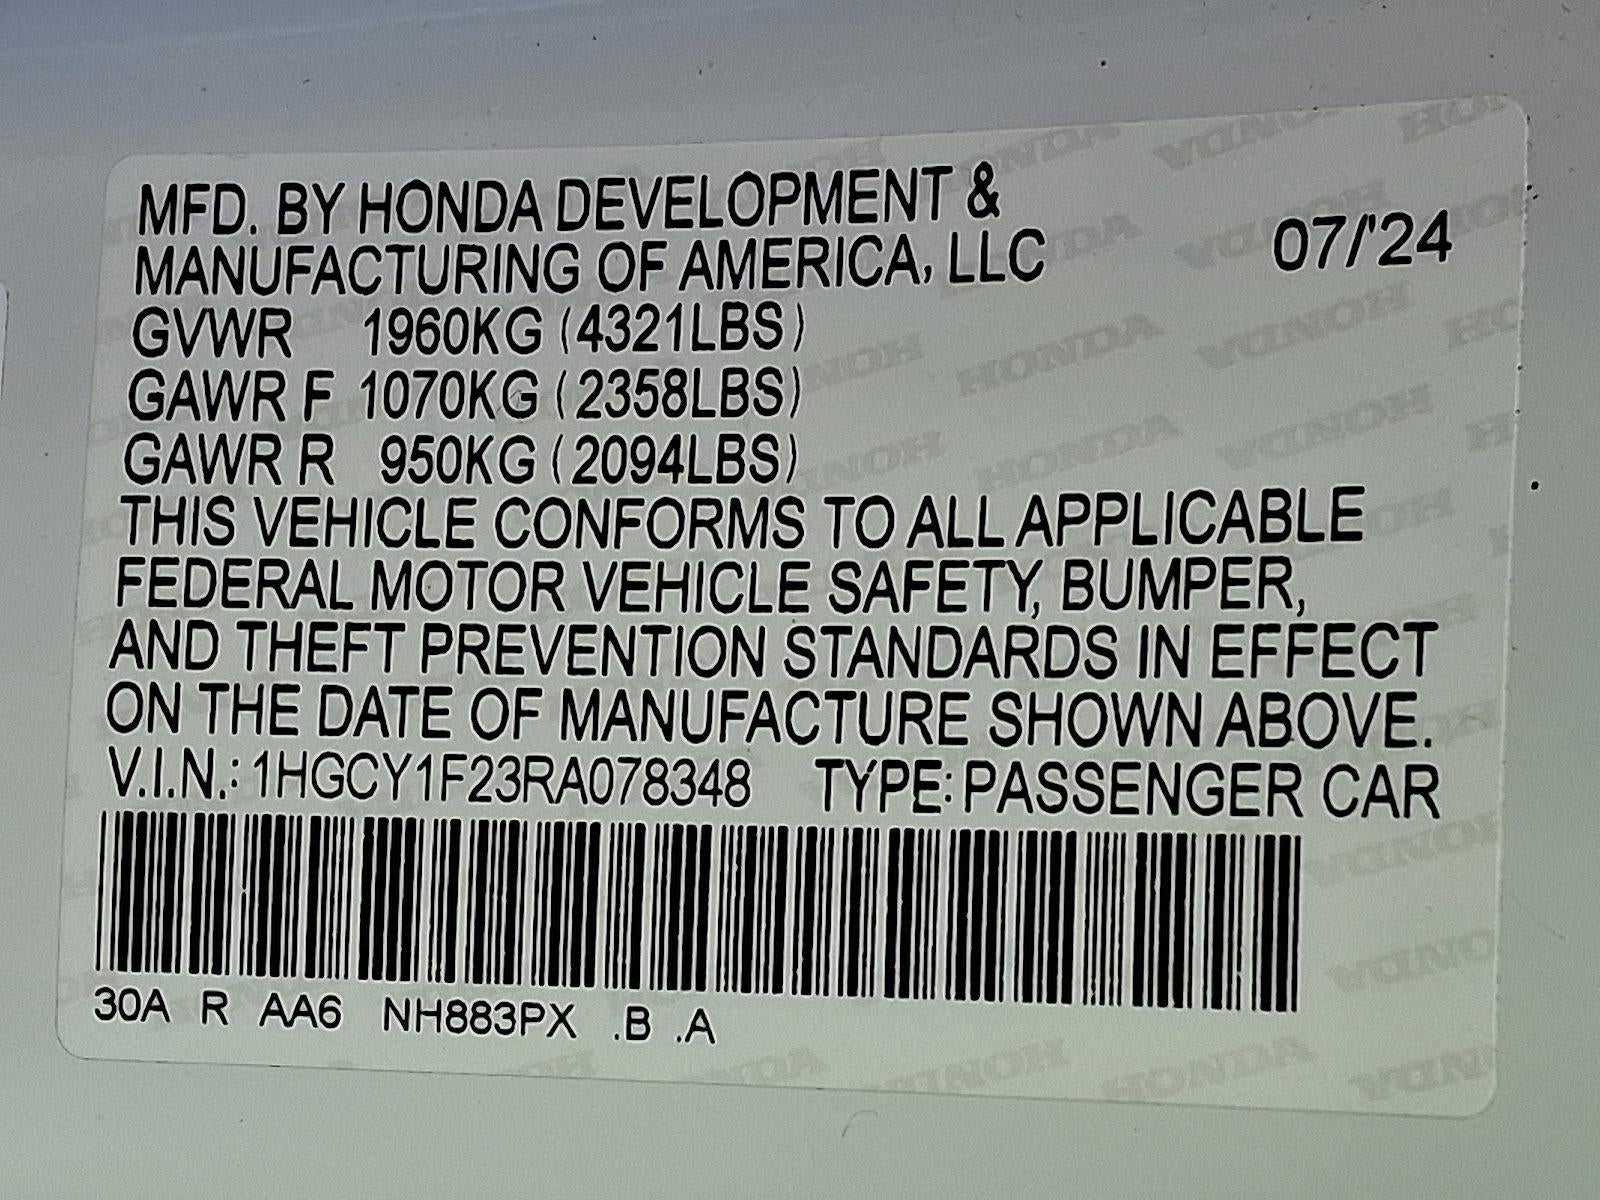 MFD. BY HONDA DEVELOPMENT &
MANUFACTURING OF AMERICA, LLC 07/'24
GVWR 1960KG (4321LBS)
GAWR F 1070KG (2358LBS)
GAWR R 950KG (2094LBS)
THIS VEHICLE CONFORMS TO ALL APPLICABLE
FEDERAL MOTOR VEHICLE SAFETY, BUMPER,
AND THEFT PREVENTION STANDARDS IN EFFECT
ON THE DATE OF MANUFACTURE SHOWN ABOVE.
V.I.N.: 1HGCY1F23RA078348 TYPE: PASSENGER CAR
30A R AA6 NH883PX .B .A